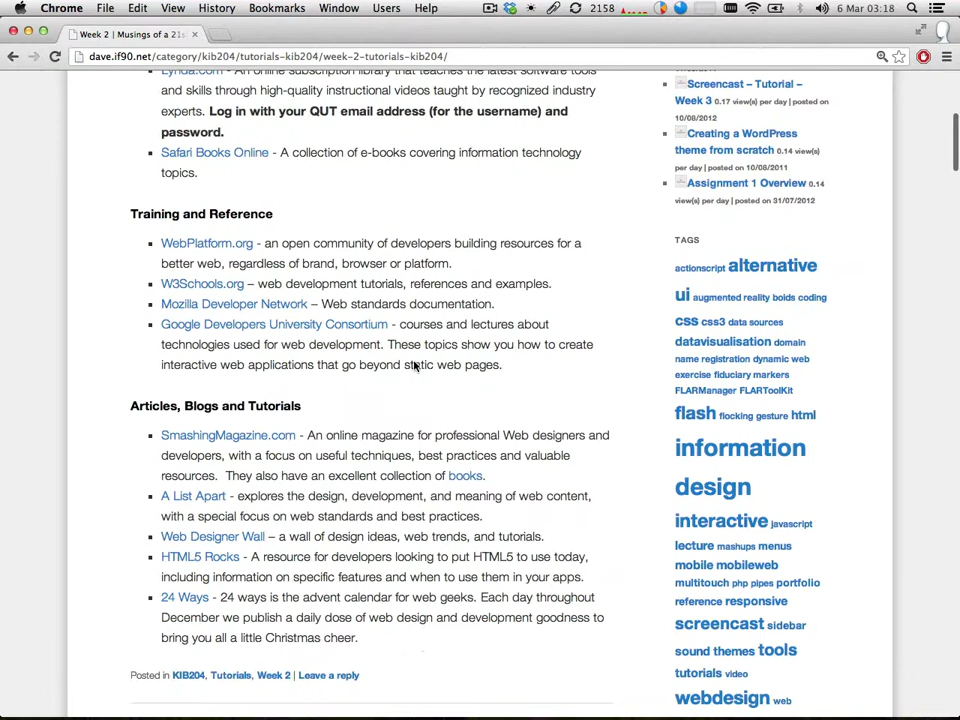 Chrome File Edit View History Bookmarks Window Users Help 2158 6 Mar 03:18
Week 2 | Musings of a 21s
dave.if90.net/category/kib204/tutorials-kib204/week-2-tutorials-kib204/
Lynda.com - An online subscription library that teaches the latest software tools
and skills through high-quality instructional videos taught by recognized industry
experts. Log in with your QUT email address (for the username) and
password.
Safari Books Online - A collection of e-books covering information technology
topics.
Training and Reference
WebPlatform.org - an open community of developers building resources for a
better web, regardless of brand, browser or platform.
W3Schools.org – web development tutorials, references and examples.
Mozilla Developer Network – Web standards documentation.
Google Developers University Consortium - courses and lectures about
technologies used for web development. These topics show you how to create
interactive web applications that go beyond static web pages.
Articles, Blogs and Tutorials
SmashingMagazine.com - An online magazine for professional Web designers and
developers, with a focus on useful techniques, best practices and valuable
resources. They also have an excellent collection of books.
A List Apart - explores the design, development, and meaning of web content,
with a special focus on web standards and best practices.
Web Designer Wall – a wall of design ideas, web trends, and tutorials.
HTML5 Rocks - A resource for developers looking to put HTML5 to use today,
including information on specific features and when to use them in your apps.
24 Ways - 24 ways is the advent calendar for web geeks. Each day throughout
December we publish a daily dose of web design and development goodness to
bring you all a little Christmas cheer.
Posted in KIB204, Tutorials, Week 2 | Leave a reply
Screencast – Tutorial –
Week 3 0.17 view(s) per day | posted on
10/08/2012
Creating a WordPress
theme from scratch 0.14 view(s)
per day | posted on 10/08/2011
Assignment 1 Overview 0.14
view(s) per day | posted on 31/07/2012
TAGS
actionscript alternative
ui augmented reality boids coding
css css3 data sources
datavisualisation domain
name registration dynamic web
exercise fiduciary markers
FLARManager FLARToolKit
flash flocking gesture html
information
design
interactive javascript
lecture mashups menus
mobile mobileweb
multitouch php pipes portfolio
reference responsive
screencast sidebar
sound themes tools
tutorials video
webdesign web